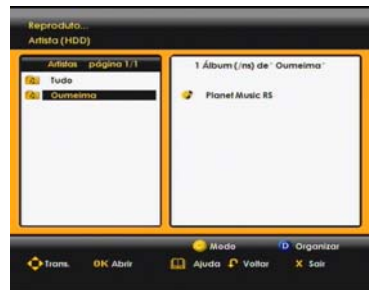 Reproduto...
Artista (HDD)
Artistas página 1/1
Tudo
Oumeima
1 Álbum (/ns) de" Oumeima"
Planet Music RS
Modo
D Organizar
Trans.
OK Abrir
Ajuda
Voltar
X Sair